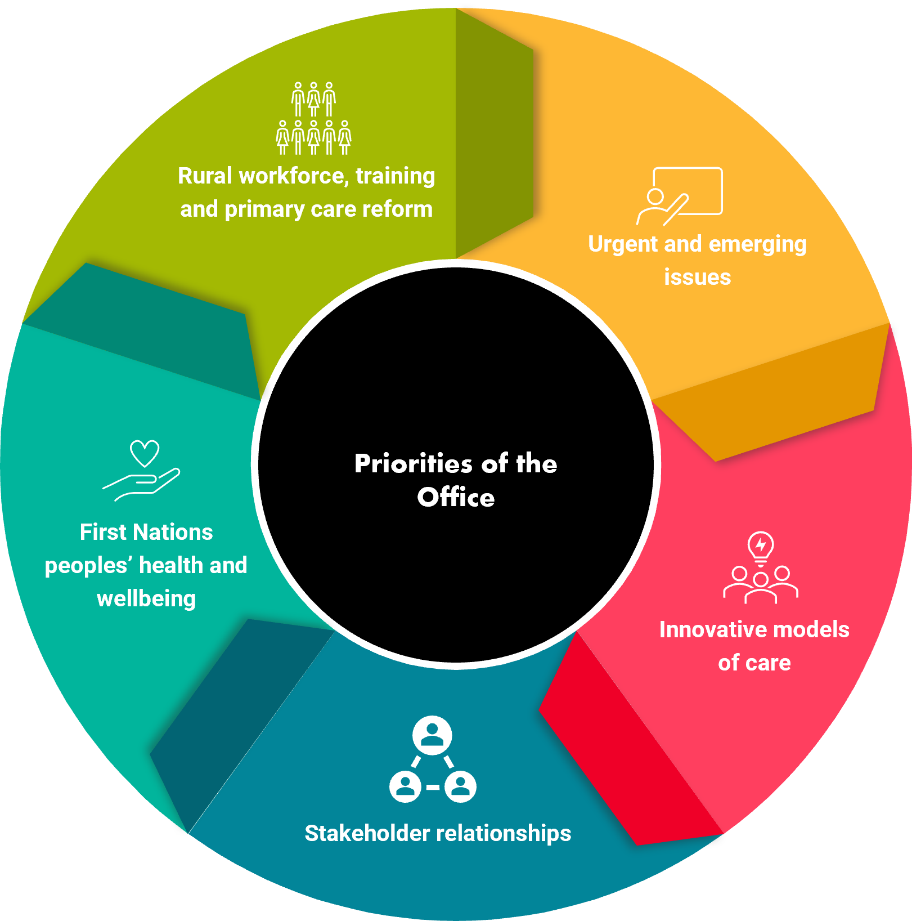 Rural workforce, training
and primary care reform
Urgent and emerging
issues
Priorities of the
Office
First Nations
peoples’ health and
wellbeing
Innovative models
of care
Stakeholder relationships